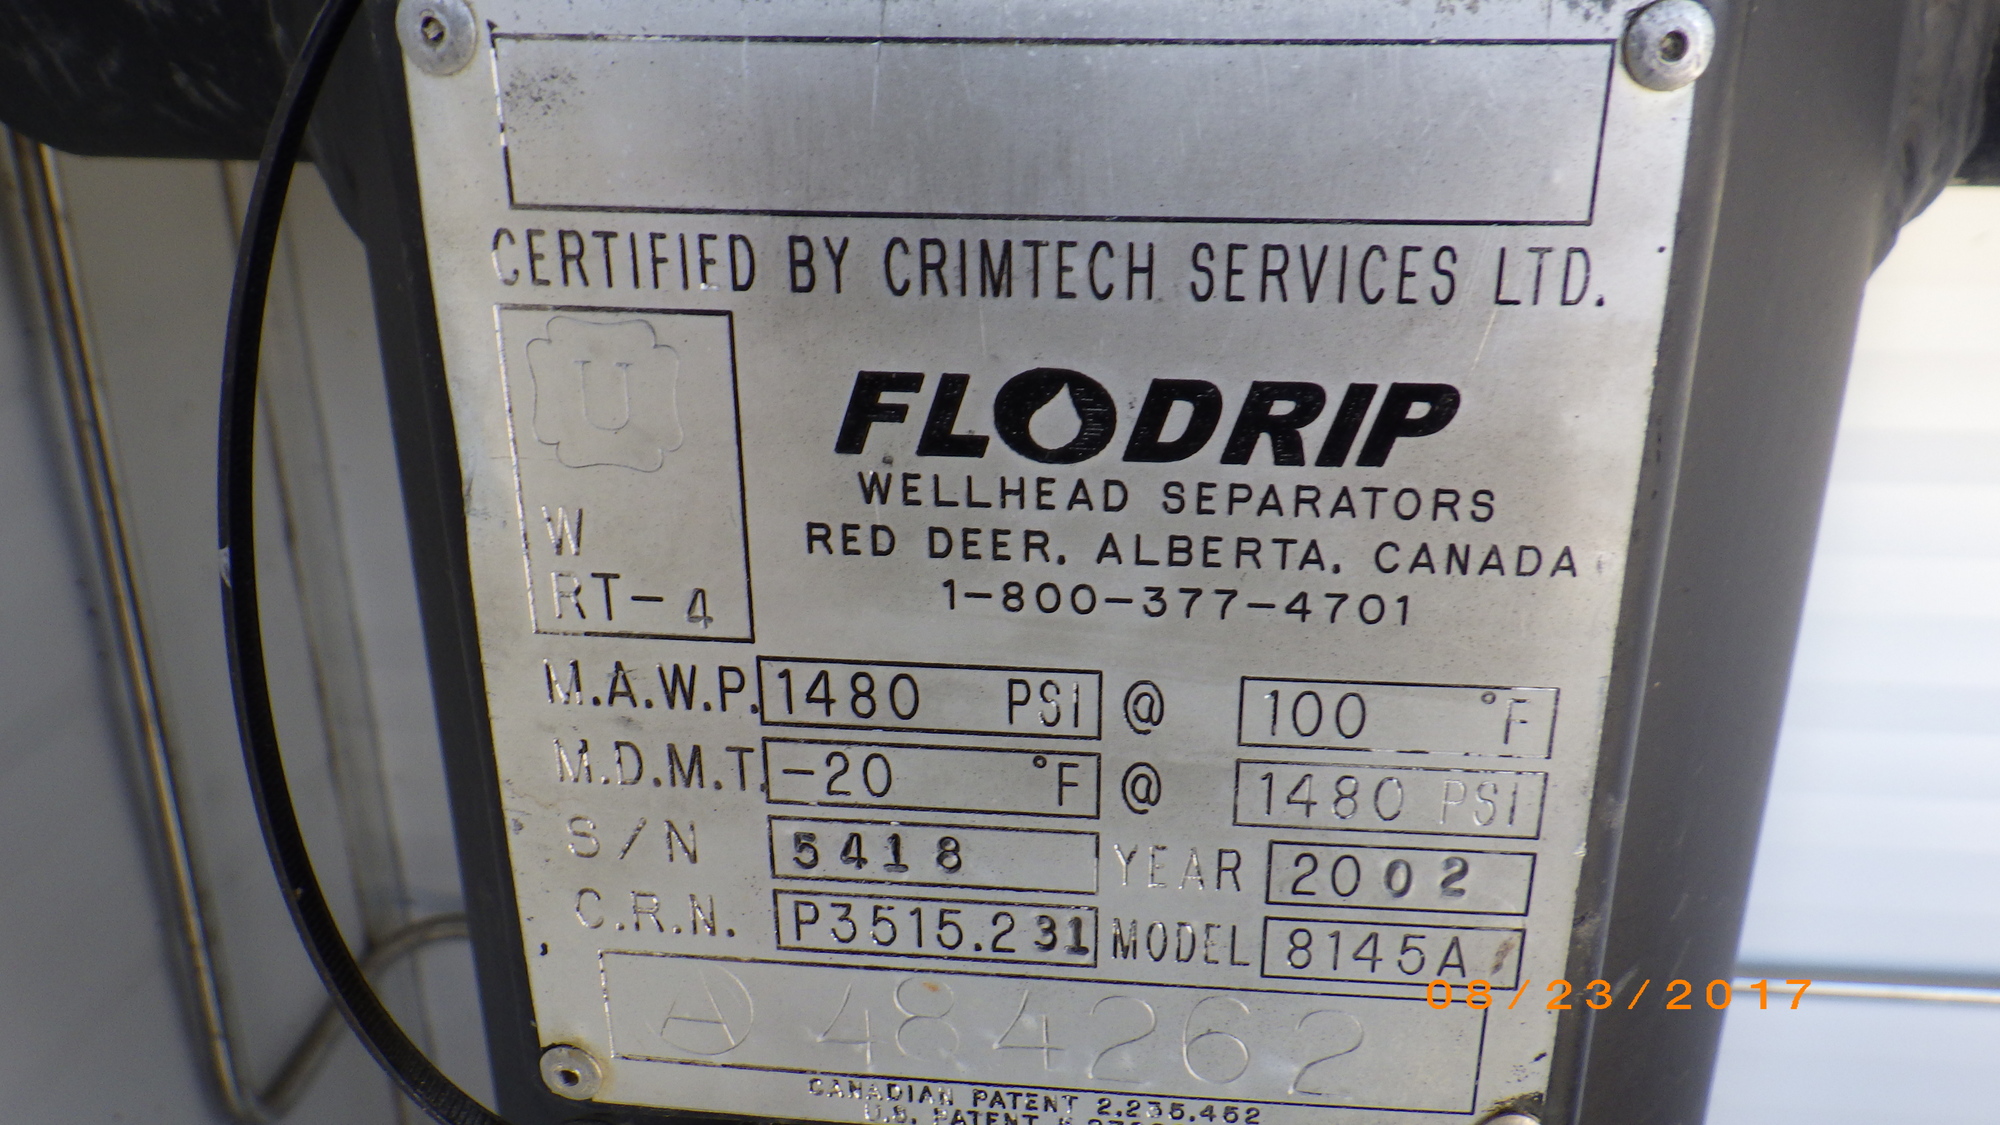 CERTIFIED BY CRIMTECH SERVICES LTD.
U
W
RT-4
FLODRIP
WELLHEAD SEPARATORS
RED DEER, ALBERTA, CANADA
1-800-377-4701
M.A.W.P. 1480 PSI @ 100 °F
M.D.M.T. -20 °F @ 1480 PSI
S/N 5418 YEAR 2002
C.R.N. P3515.231 MODEL 8145A
A 484262
08/23/2017
CANADIAN PATENT 2.235.452
U.S. PATENT